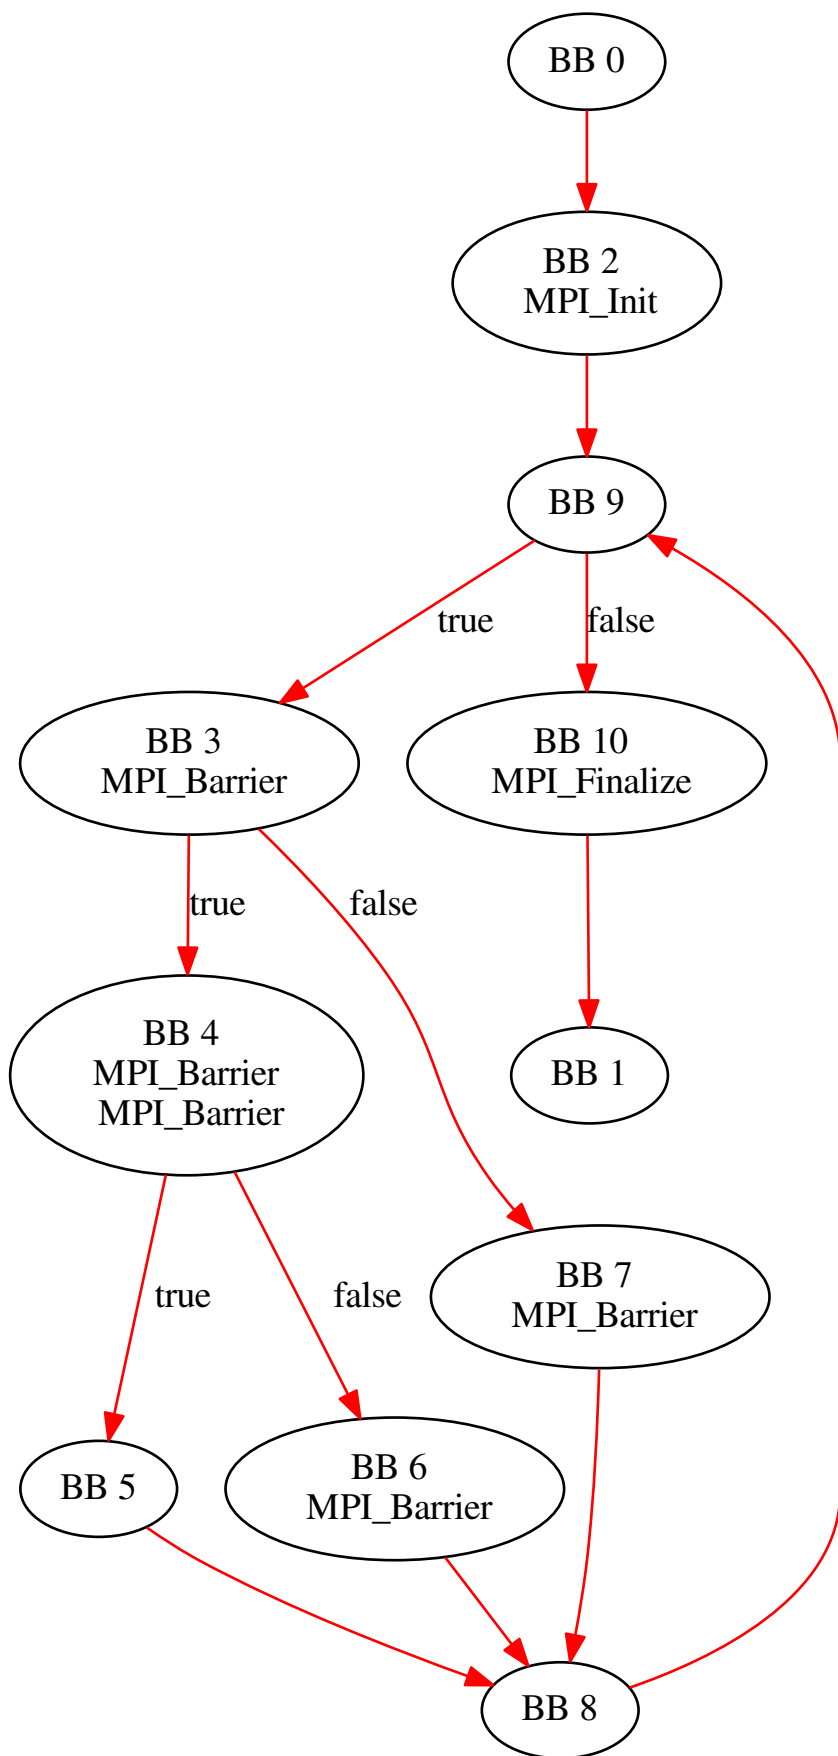 BB 0
BB 2
MPI_Init
BB 9
true
false
BB 3
MPI_Barrier
BB 10
MPI_Finalize
true
false
BB 4
MPI_Barrier
MPI_Barrier
BB 1
BB 7
MPI_Barrier
true
false
BB 5
BB 6
MPI_Barrier
BB 8